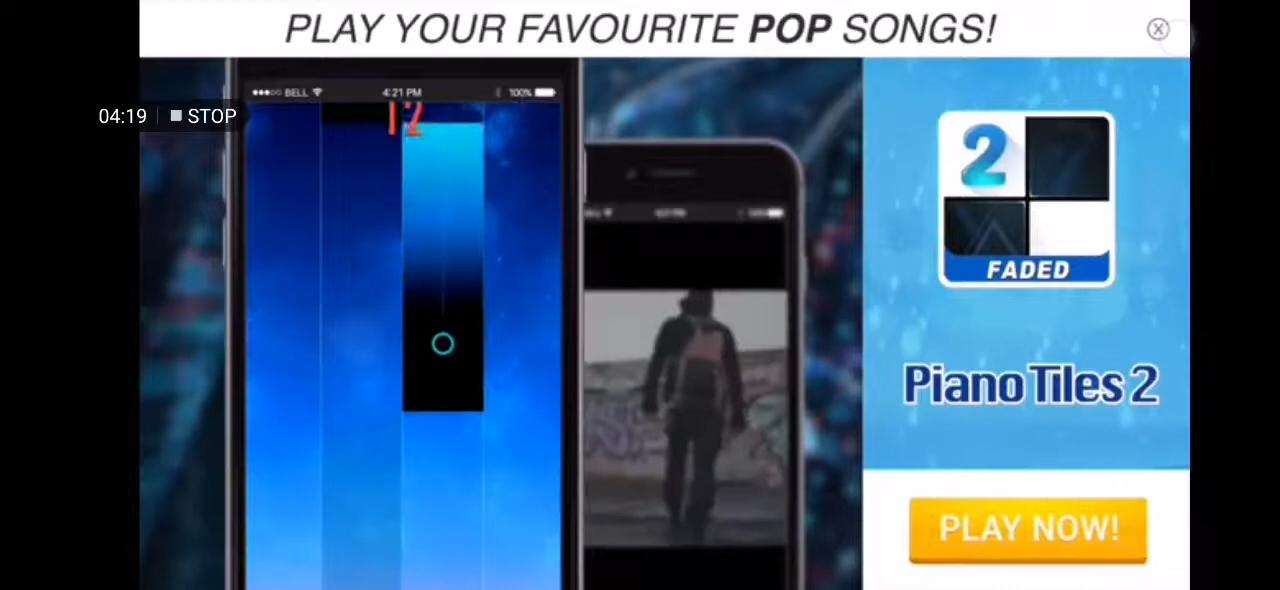 PLAY YOUR FAVOURITE POP SONGS!
BELL 4:21 PM 100%
04:19 STOP
12
2
FADED
Piano Tiles 2
PLAY NOW!